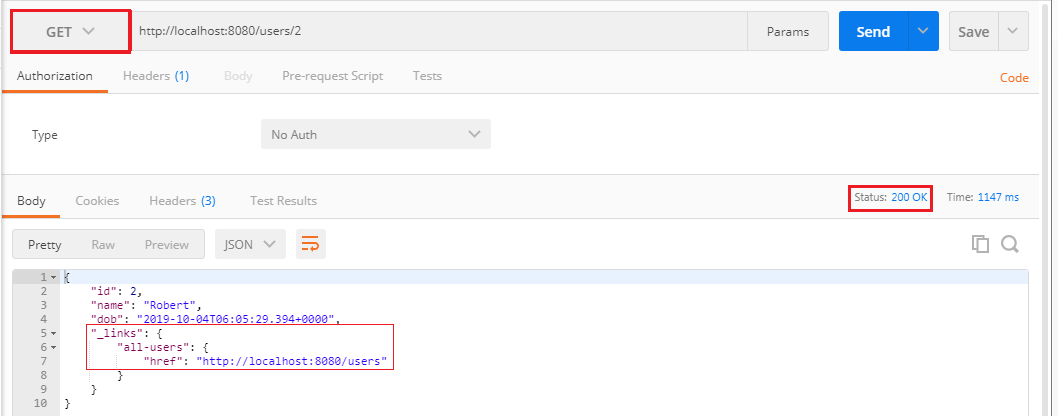 GET http://localhost:8080/users/2 Params Send Save
Authorization Headers (1) Body Pre-request Script Tests Code
Type No Auth
Body Cookies Headers (3) Test Results Status: 200 OK Time: 1147 ms
Pretty Raw Preview JSON
1 {
2 "id": 2,
3 "name": "Robert",
4 "dob": "2019-10-04T06:05:29.394+0000",
5 "_links": {
6 "all-users": {
7 "href": "http://localhost:8080/users"
8 }
9 }
10 }